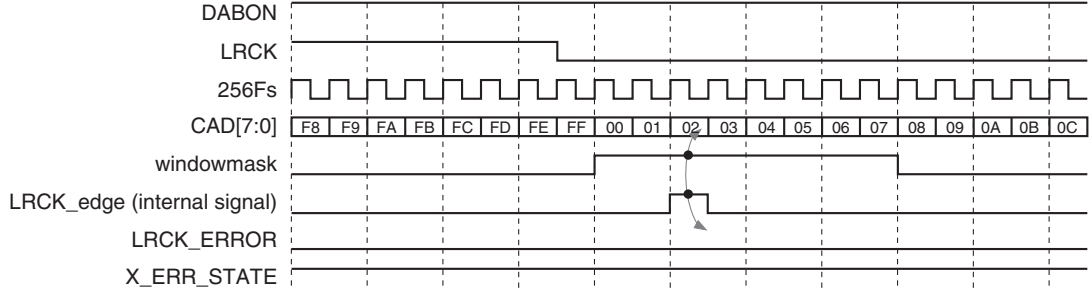 DABON
LRCK
256Fs
CAD[7:0] F8 F9 FA FB FC FD FE FF 00 01 02 03 04 05 06 07 08 09 0A 0B 0C
windowmask
LRCK_edge (internal signal)
LRCK_ERROR
X_ERR_STATE